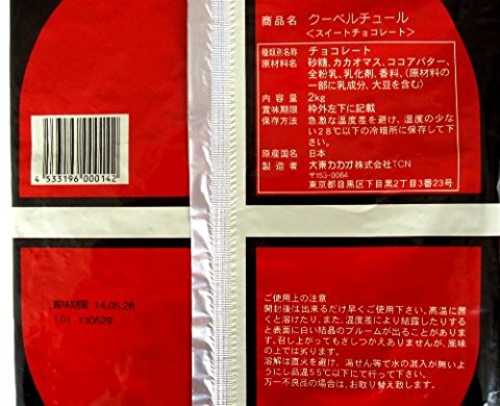 商品名 クーベルチュール
<スイートチョコレート>
種類別名称 チョコレート
原材料名 砂糖、カカオマス、ココアバター、
全粉乳、乳化剤、香料、(原材料の
一部に乳成分、大豆を含む)
内容量 2kg
賞味期限 枠外左下に記載
保存方法 急激な温度差を避け、湿度の少な
い28℃以下の冷暗所に保存して下
さい。
原産国名 日本
製造者 大東カカオ株式会社TCN
〒153-0064
東京都目黒区下目黒2丁目3番23号
4 533196 000142
賞味期限 14.05.28
LO1 130529
ご使用上の注意
開封後は出来るだけ早くご使用下さい。高温に置
くと溶けたり、また、温度差により結露したりする
と表面に白い結晶のブルームが出ることがありま
す。召し上がってもさしつかえありませんが、風味
の上では劣ります。
溶解は直火を避け、湯せん等で水の混入が無いよ
うにし品温55℃以下にて行って下さい。
万一不良品の場合は、お取り替え致します。